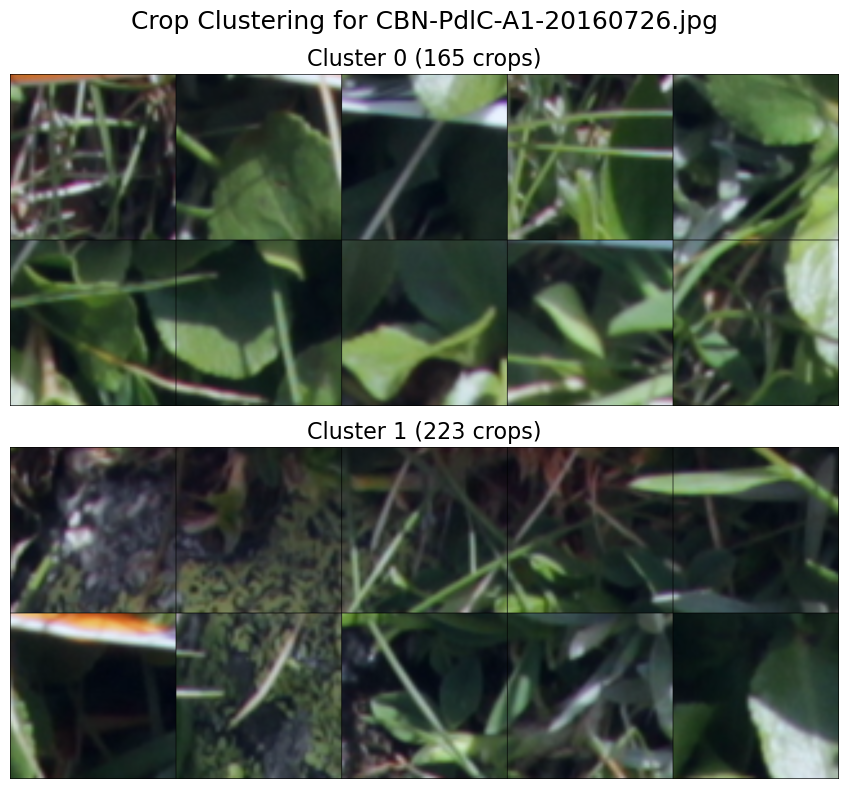 Crop Clustering for CBN-PdlC-A1-20160726.jpg
Cluster 0 (165 crops)
Cluster 1 (223 crops)